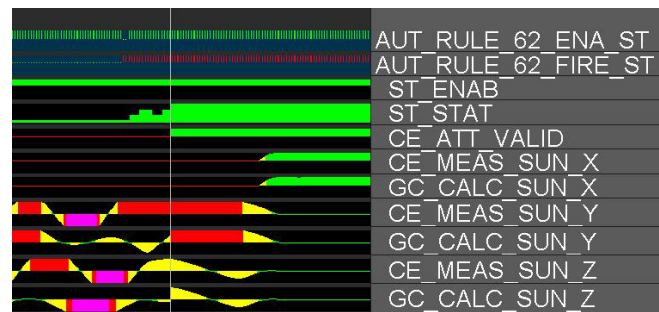 AUT_RULE_62_ENA_ST
AUT_RULE_62_FIRE_ST
ST_ENAB
ST_STAT
CE_ATT_VALID
CE_MEAS_SUN_X
GC_CALC_SUN_X
CE_MEAS_SUN_Y
GC_CALC_SUN_Y
CE_MEAS_SUN_Z
GC_CALC_SUN_Z